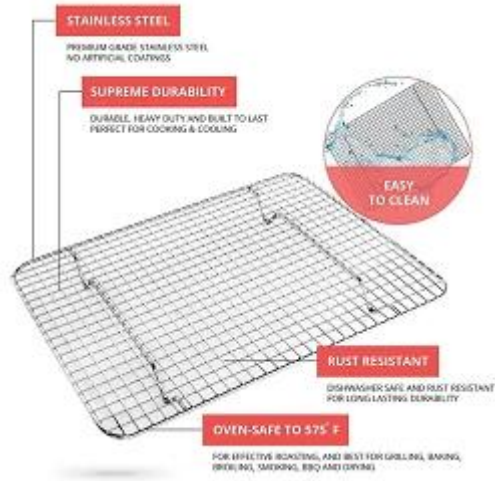 STAINLESS STEEL
PREMIUM GRADE STAINLESS STEEL
NO ARTIFICIAL COATINGS
SUPREME DURABILITY
DURABLE, HEAVY DUTY AND BUILT TO LAST
PERFECT FOR COOKING & COOLING
EASY
TO CLEAN
RUST RESISTANT
DISHWASHER SAFE AND RUST RESISTANT
FOR LONG LASTING DURABILITY
OVEN-SAFE TO 575° F
FOR EFFECTIVE ROASTING, AND BEST FOR GRILLING, BAKING,
BROILING, SMOKING, BBQ AND DRYING